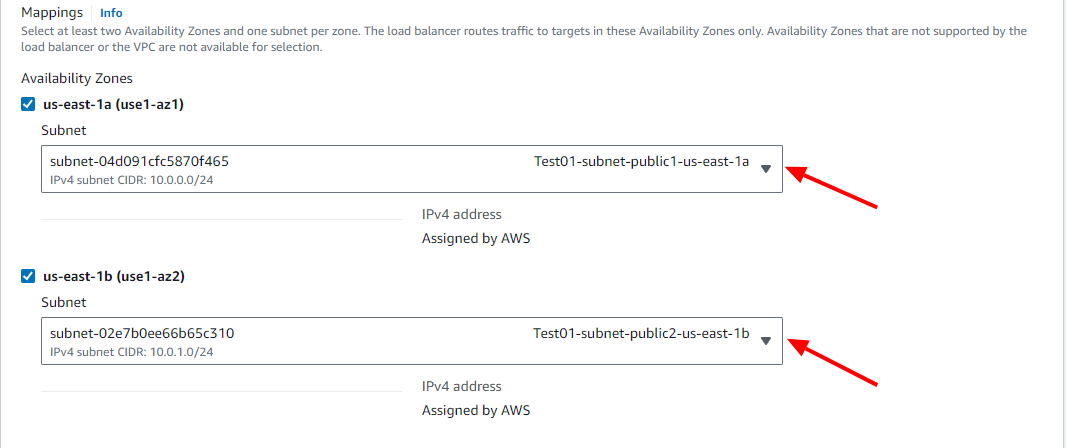 Mappings Info
Select at least two Availability Zones and one subnet per zone. The load balancer routes traffic to targets in these Availability Zones only. Availability Zones that are not supported by the
load balancer or the VPC are not available for selection.
Availability Zones
us-east-1a (use1-az1)
Subnet
subnet-04d091cfc5870f465 Test01-subnet-public1-us-east-1a
IPv4 subnet CIDR: 10.0.0.0/24
IPv4 address
Assigned by AWS
us-east-1b (use1-az2)
Subnet
subnet-02e7b0ee66b65c310 Test01-subnet-public2-us-east-1b
IPv4 subnet CIDR: 10.0.1.0/24
IPv4 address
Assigned by AWS